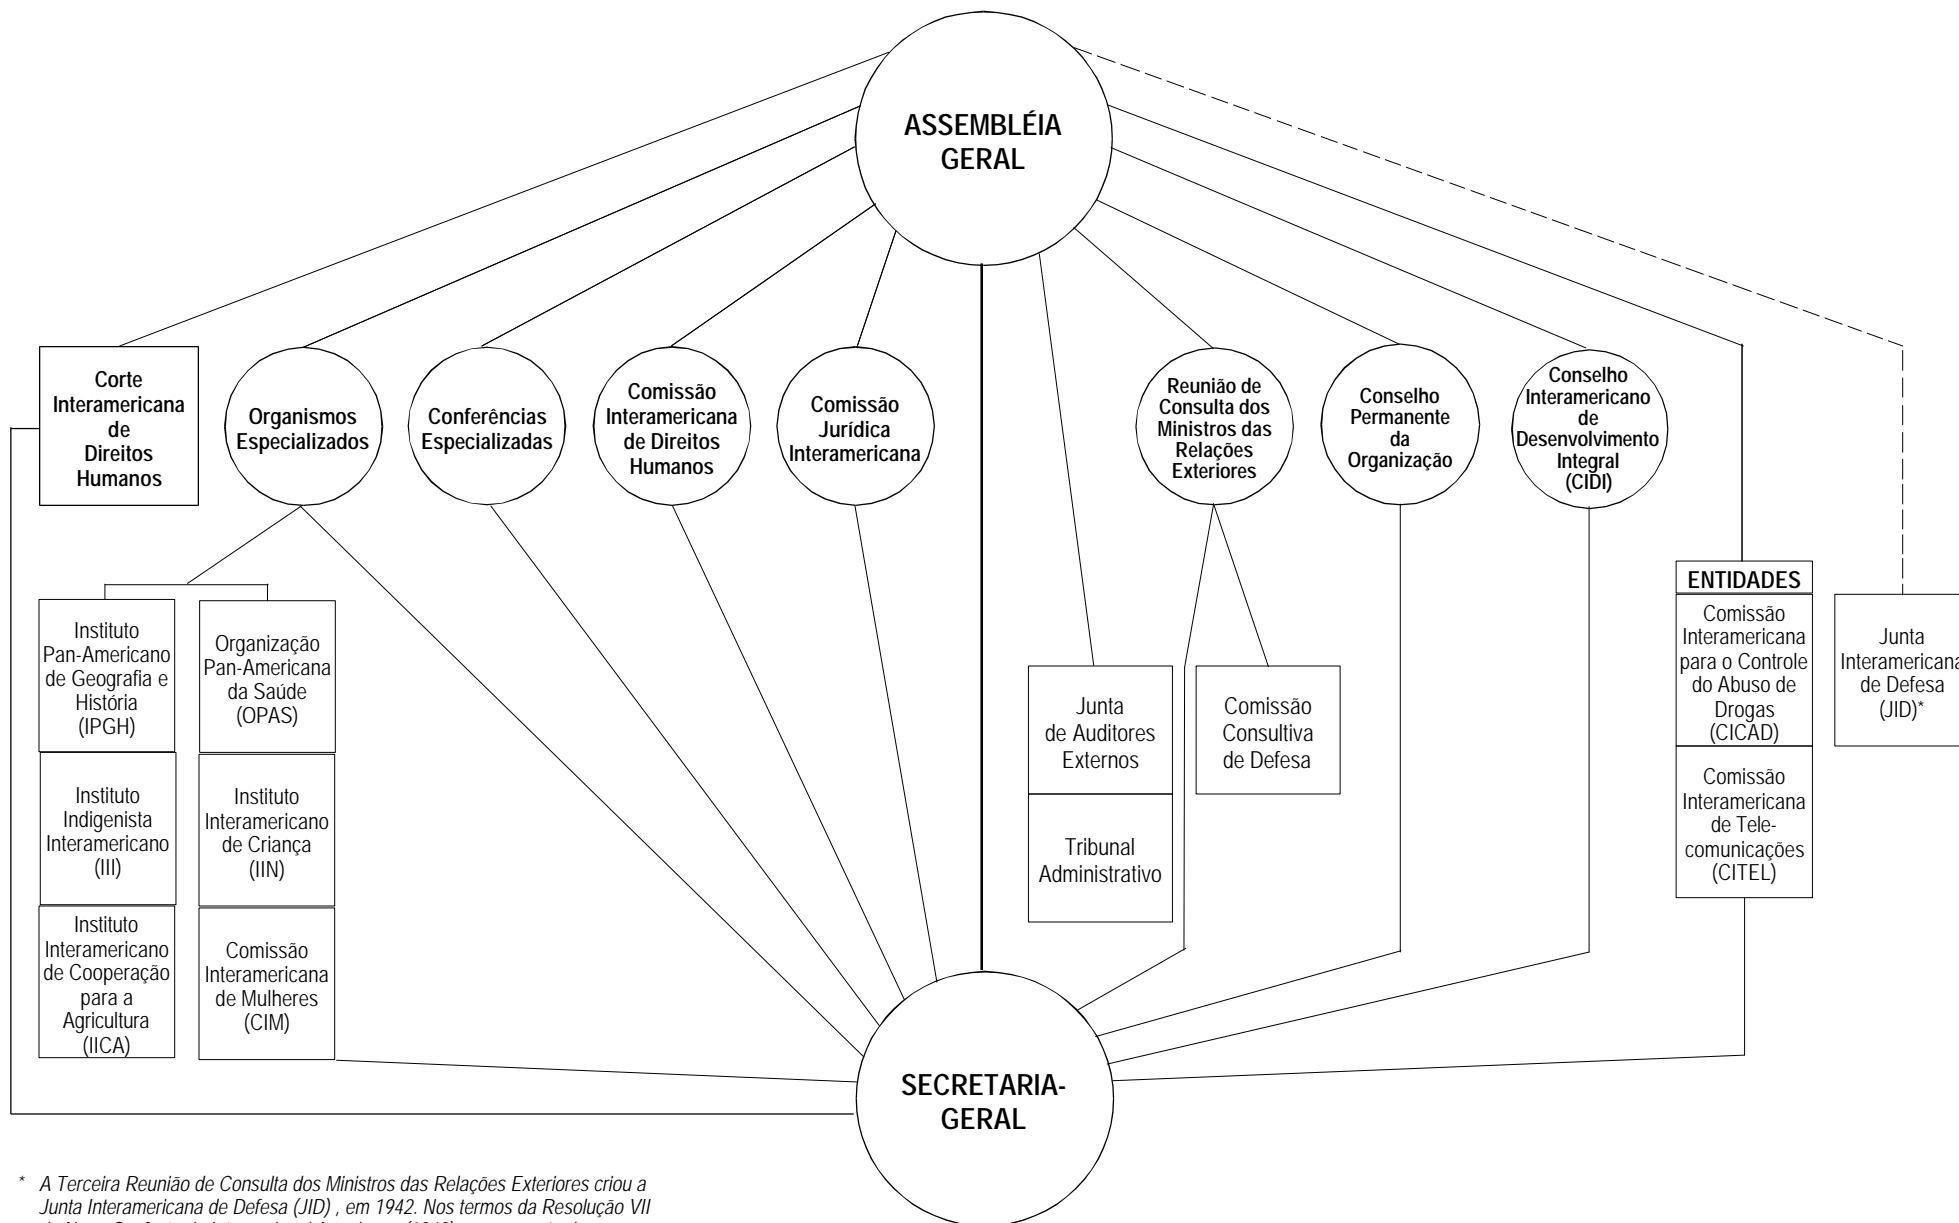 ASSEMBLÉIA
GERAL
Corte
Interamericana
de
Direitos
Humanos
Organismos
Especializados
Conferências
Especializadas
Comissão
Interamericana
de Direitos
Humanos
Comissão
Jurídica
Interamericana
Reunião de
Consulta dos
Ministros das
Relações
Exteriores
Conselho
Permanente
da
Organização
Conselho
Interamericano
de
Desenvolvimento
Integral
(CIDI)
Instituto
Pan-Americano
de Geografia e
História
(IPGH)
Organização
Pan-Americana
da Saúde
(OPAS)
Instituto
Indigenista
Interamericano
(III)
Instituto
Interamericano
de Criança
(IIN)
Instituto
Interamericano
de Cooperação
para a
Agricultura
(IICA)
Comissão
Interamericana
de Mulheres
(CIM)
Junta
de Auditores
Externos
Tribunal
Administrativo
Comissão
Consultiva
de Defesa
ENTIDADES
Comissão
Interamericana
para o Controle
do Abuso de
Drogas
(CICAD)
Comissão
Interamericana
de Tele-
comunicações
(CITEL)
Junta
Interamericana
de Defesa
(JID)*
SECRETARIA-
GERAL
* A Terceira Reunião de Consulta dos Ministros das Relações Exteriores criou a
Junta Interamericana de Defesa (JID) , em 1942. Nos termos da Resolução VII